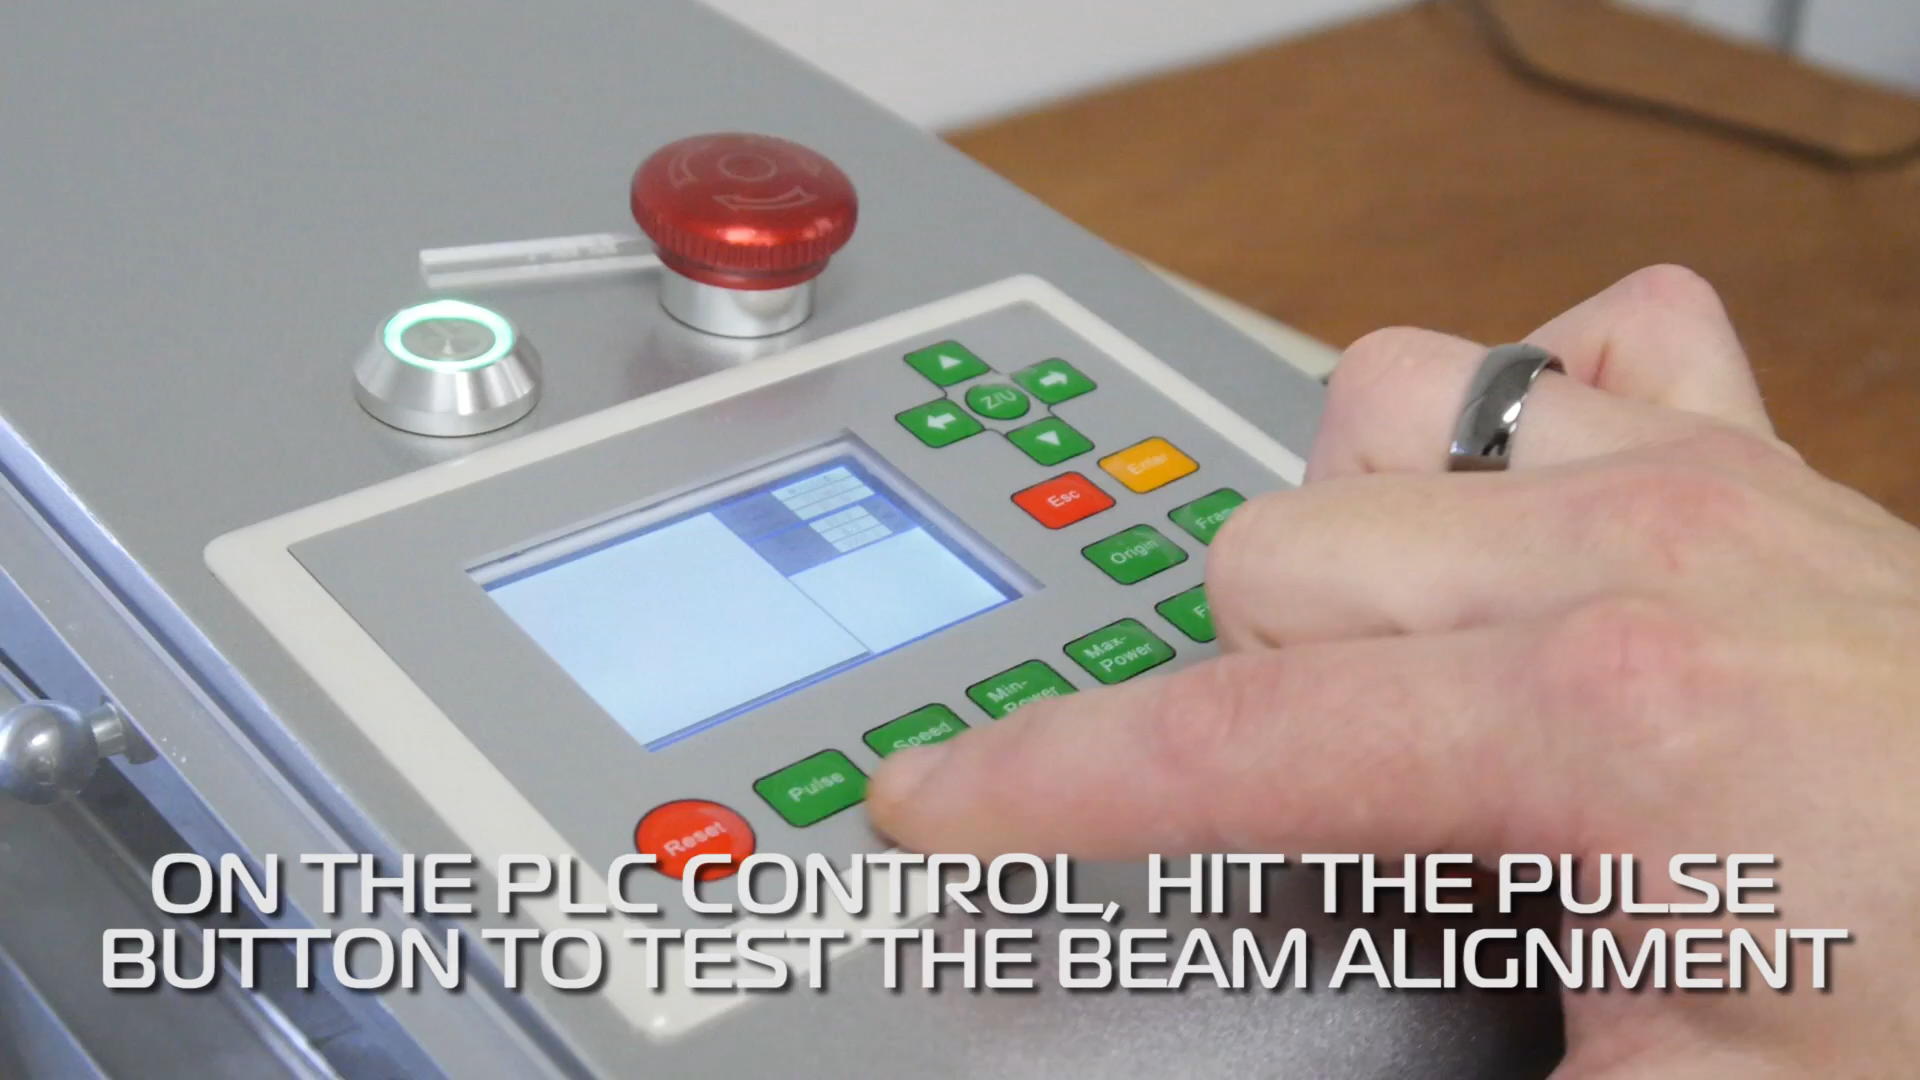 Z/U
Enter
Esc
Origin
Max-
Power
Min-
Power
Speed
Pulse
Reset
ON THE PLC CONTROL, HIT THE PULSE
BUTTON TO TEST THE BEAM ALIGNMENT